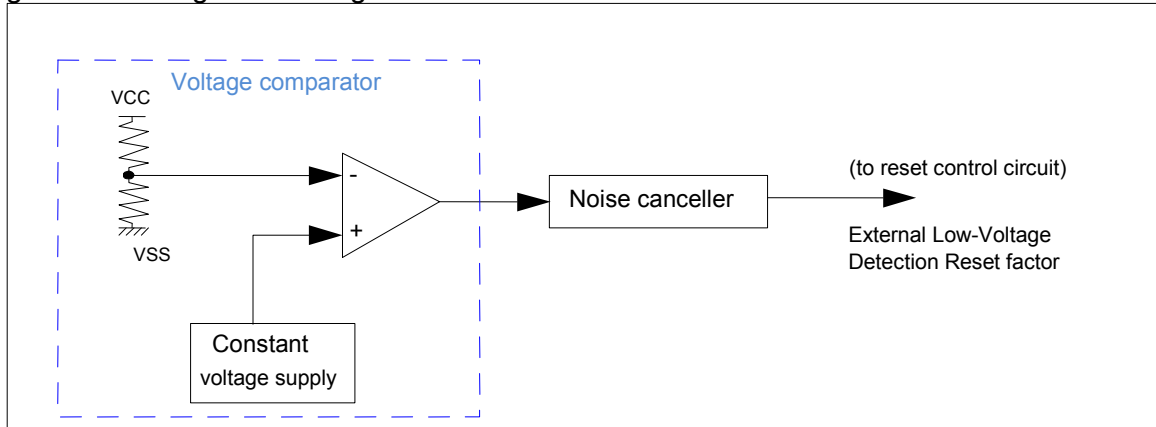 Voltage comparator
VCC
-
+
VSS
Constant
voltage supply
Noise canceller
(to reset control circuit)
External Low-Voltage
Detection Reset factor